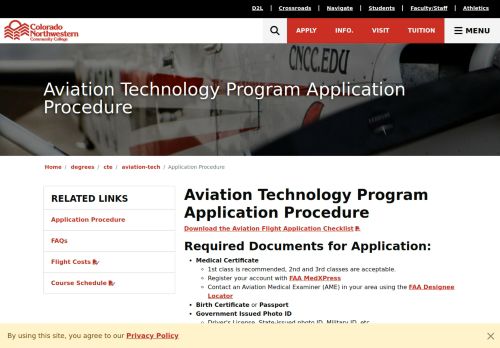 D2L | Crossroads | Navigate | Students | Faculty/Staff | Athletics
Colorado
Northwestern
Community College
APPLY INFO. VISIT TUITION MENU
CNCC.EDU
Aviation Technology Program Application
Procedure
Home / degrees / cte / aviation-tech / Application Procedure
RELATED LINKS
Application Procedure
FAQs
Flight Costs
Course Schedule
Aviation Technology Program
Application Procedure
Download the Aviation Flight Application Checklist
Required Documents for Application:
• Medical Certificate
◦ 1st class is recommended, 2nd and 3rd classes are acceptable.
◦ Register your account with FAA MedXPress
◦ Contact an Aviation Medical Examiner (AME) in your area using the FAA Designee
Locator
• Birth Certificate or Passport
• Government Issued Photo ID
◦ Driver's License, State-issued photo ID, Military ID, etc.
By using this site, you agree to our Privacy Policy